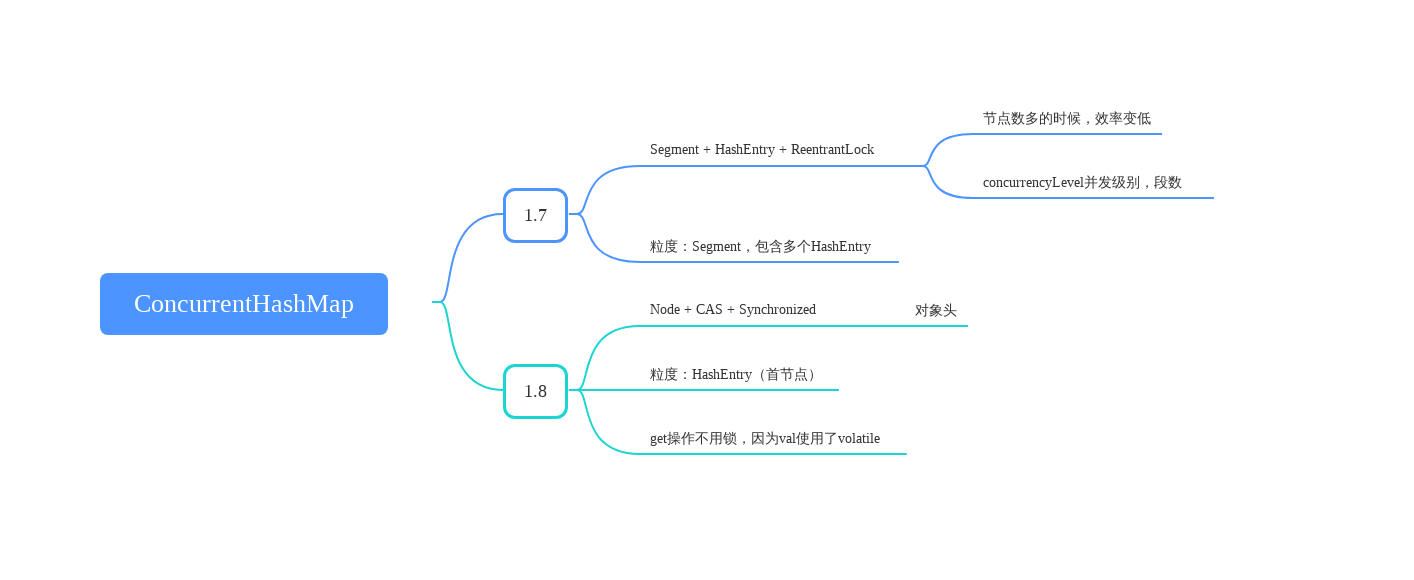 ConcurrentHashMap
1.7
Segment + HashEntry + ReentrantLock
节点数多的时候，效率变低
concurrencyLevel并发级别，段数
粒度：Segment，包含多个HashEntry
1.8
Node + CAS + Synchronized
对象头
粒度：HashEntry（首节点）
get操作不用锁，因为val使用了volatile